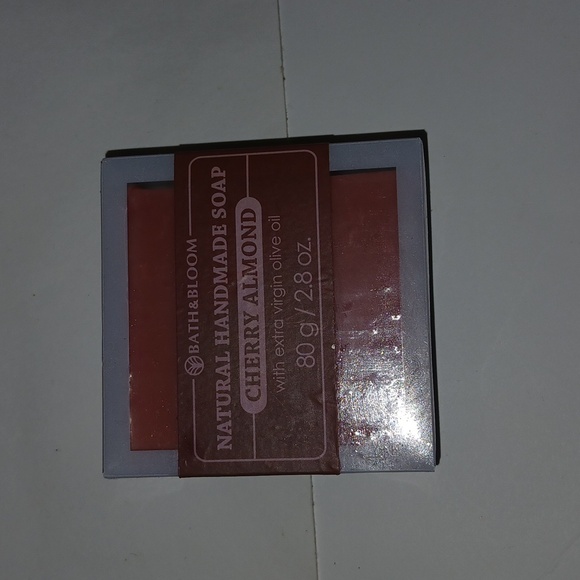 BATH&BLOOM
NATURAL HANDMADE SOAP
CHERRY ALMOND
with extra virgin olive oil
80 g / 2.8 oz.